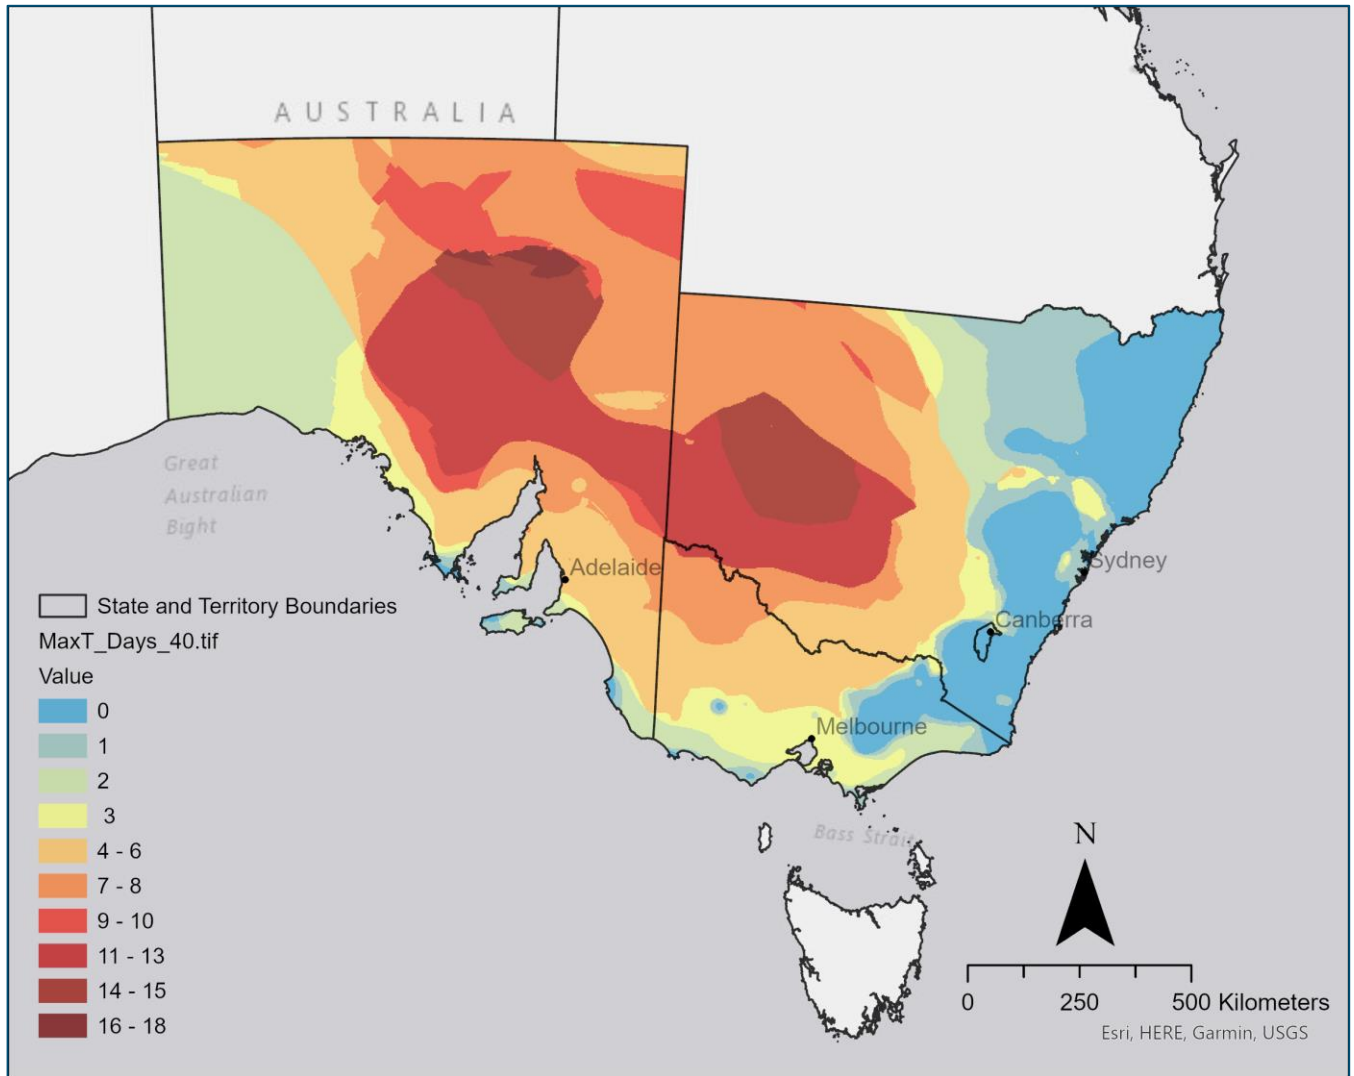 AUSTRALIA
Great
Australian
Bight
Adelaide
Sydney
Canberra
Melbourne
Bass Strait
State and Territory Boundaries
MaxT_Days_40.tif
Value
0
1
2
3
4 - 6
7 - 8
9 - 10
11 - 13
14 - 15
16 - 18
N
0 250 500 Kilometers
Esri, HERE, Garmin, USGS